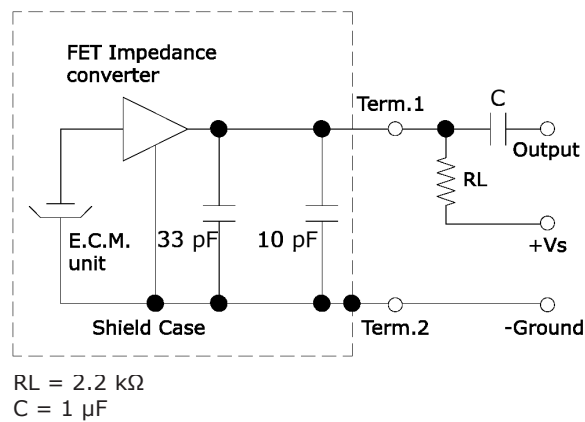 FET Impedance
converter
Term.1
C
Output
RL
+Vs
E.C.M.
unit
33 pF
10 pF
Shield Case
Term.2
-Ground
RL = 2.2 kΩ
C = 1 μF